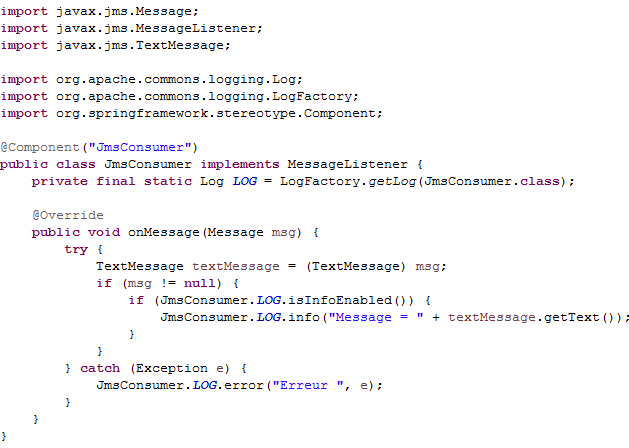 import javax.jms.Message;
import javax.jms.MessageListener;
import javax.jms.TextMessage;

import org.apache.commons.logging.Log;
import org.apache.commons.logging.LogFactory;
import org.springframework.stereotype.Component;

@Component("JmsConsumer")
public class JmsConsumer implements MessageListener {
    private final static Log LOG = LogFactory.getLog(JmsConsumer.class);

    @Override
    public void onMessage(Message msg) {
        try {
            TextMessage textMessage = (TextMessage) msg;
            if (msg != null) {
                if (JmsConsumer.LOG.isInfoEnabled()) {
                    JmsConsumer.LOG.info("Message = " + textMessage.getText());
                }
            }
        } catch (Exception e) {
            JmsConsumer.LOG.error("Erreur ", e);
        }
    }
}